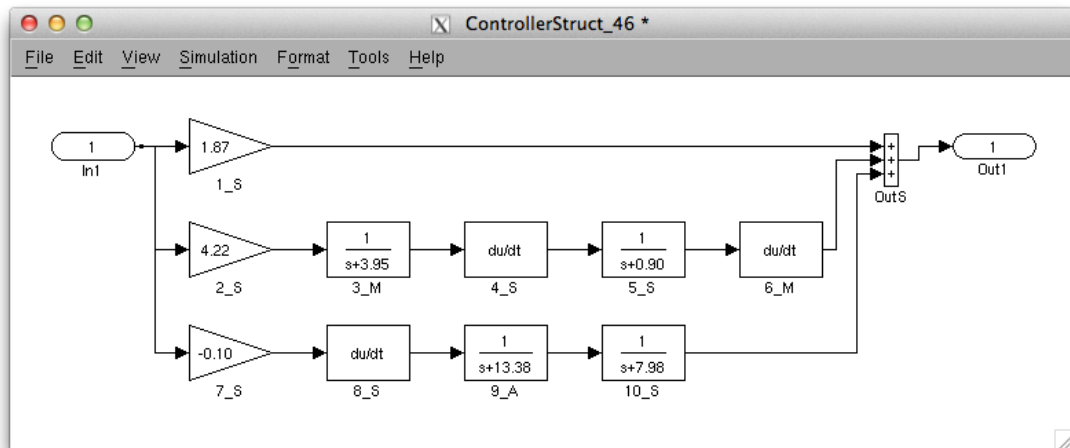 ControllerStruct_46 *
File Edit View Simulation Format Tools Help
1
In1
1.87
1_S
+
+
+
OutS
1
Out1
4.22
2_S
1
s+3.95
3_M
du/dt
4_S
1
s+0.90
5_S
du/dt
6_M
-0.10
7_S
du/dt
8_S
1
s+13.38
9_A
1
s+7.98
10_S